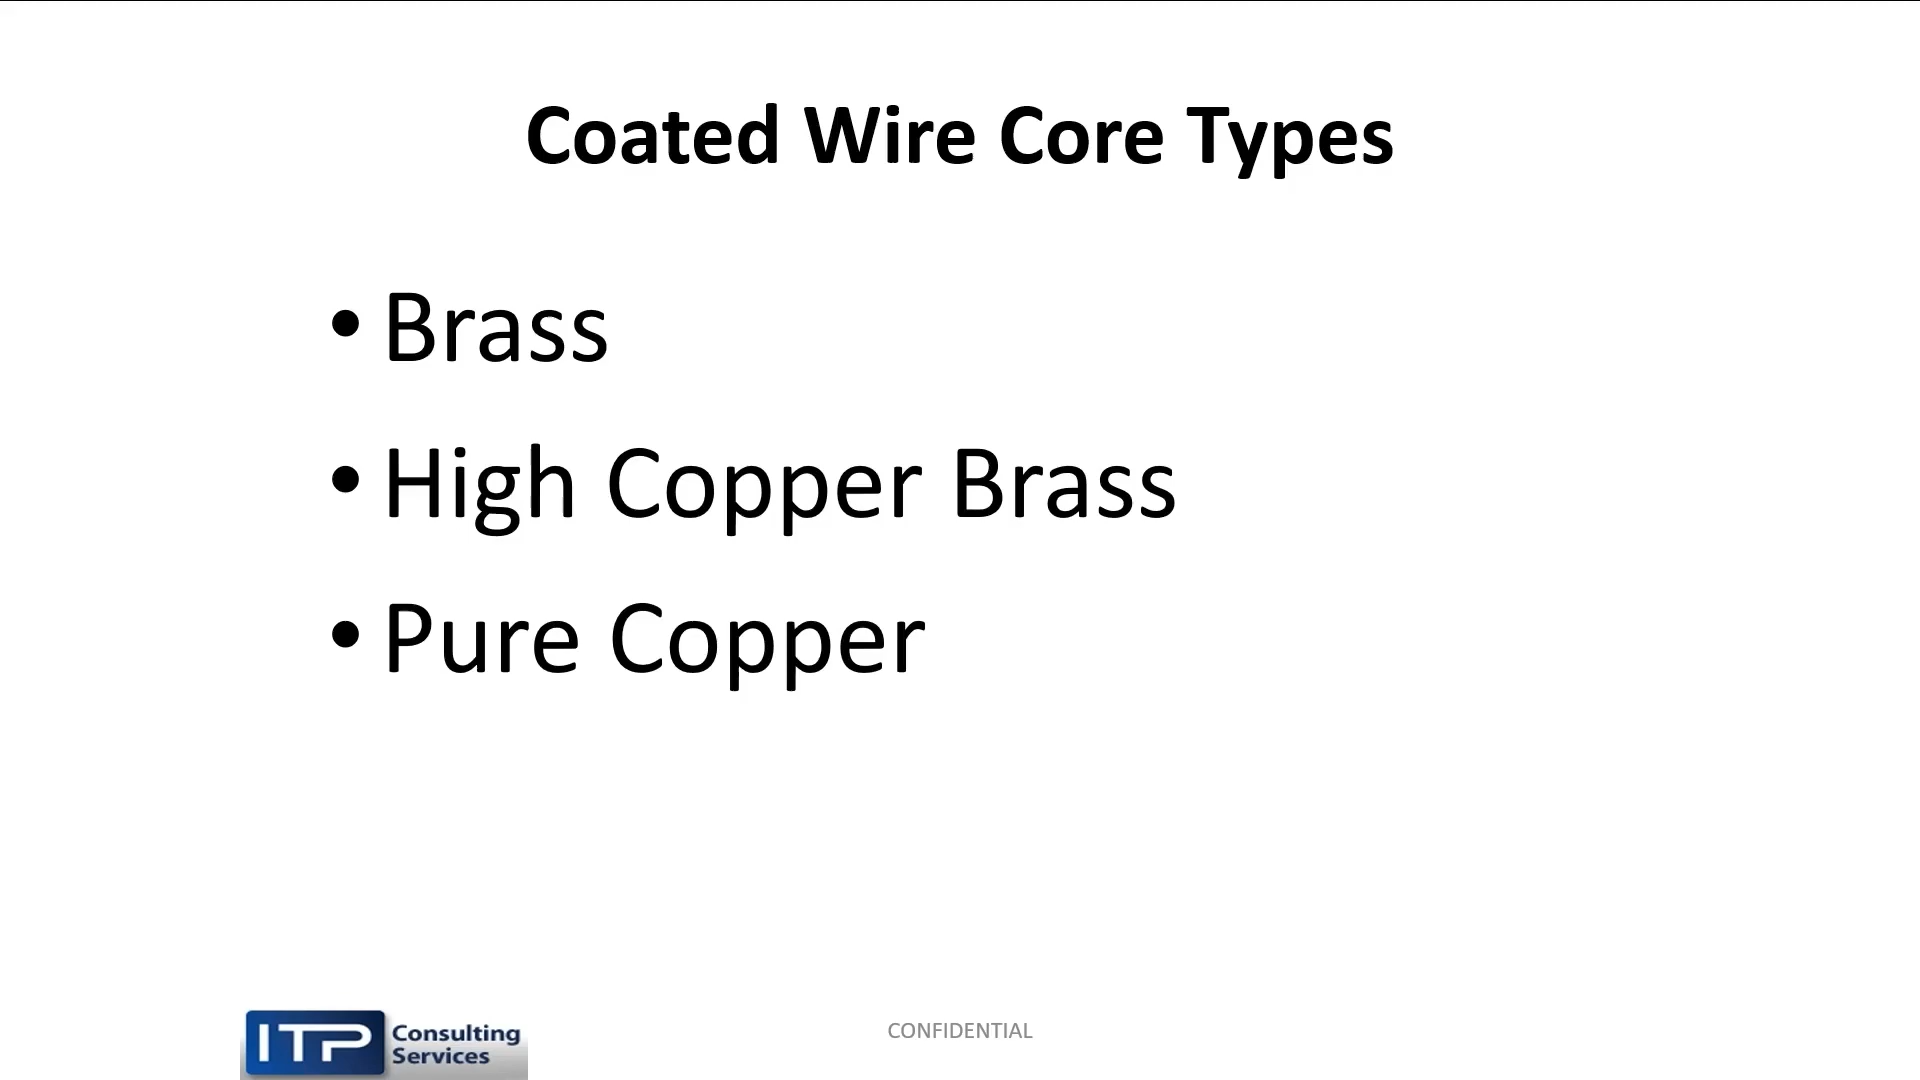 Coated Wire Core Types
• Brass
• High Copper Brass
• Pure Copper
ITP Consulting
Services
CONFIDENTIAL